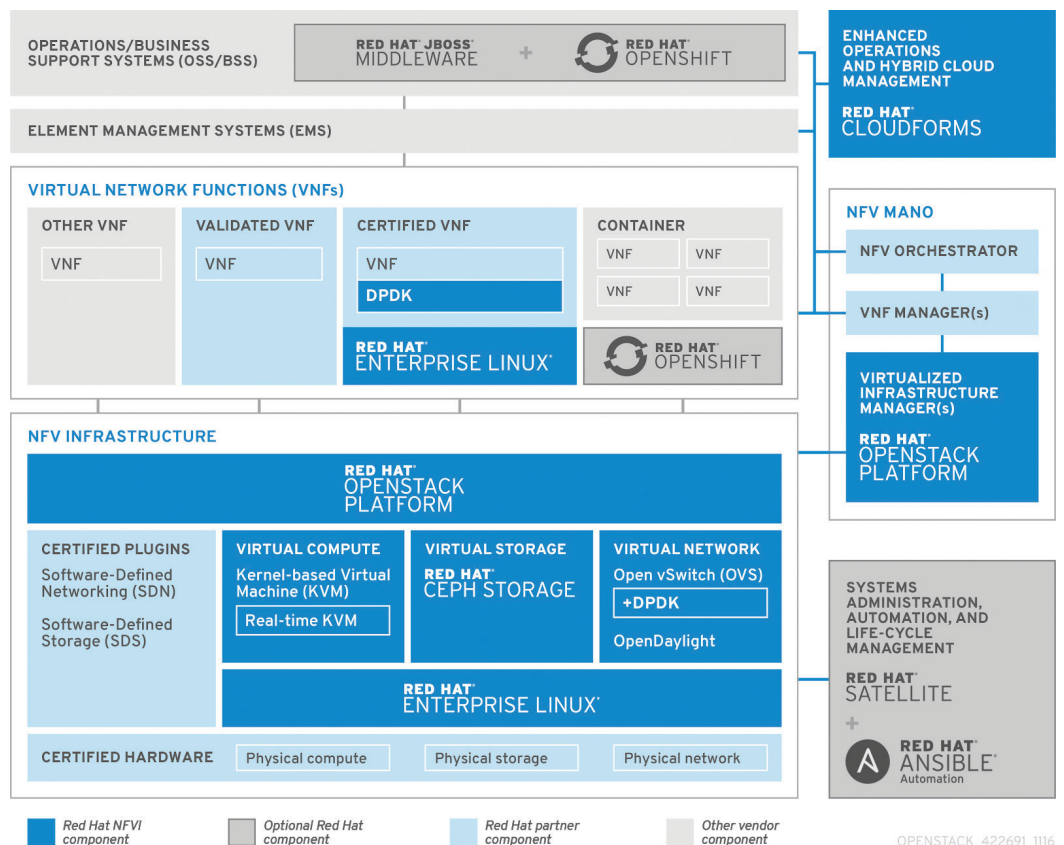 OPERATIONS/BUSINESS
SUPPORT SYSTEMS (OSS/BSS)
RED HAT® JBOSS®
MIDDLEWARE
+
RED HAT®
OPENSHIFT
ELEMENT MANAGEMENT SYSTEMS (EMS)
VIRTUAL NETWORK FUNCTIONS (VNFs)
OTHER VNF
VNF
VALIDATED VNF
VNF
CERTIFIED VNF
VNF
DPDK
RED HAT®
ENTERPRISE LINUX®
CONTAINER
VNF
VNF
VNF
VNF
RED HAT®
OPENSHIFT
NFV INFRASTRUCTURE
RED HAT®
OPENSTACK
PLATFORM
CERTIFIED PLUGINS
Software-Defined
Networking (SDN)
Software-Defined
Storage (SDS)
VIRTUAL COMPUTE
Kernel-based Virtual
Machine (KVM)
Real-time KVM
VIRTUAL STORAGE
RED HAT®
CEPH STORAGE
VIRTUAL NETWORK
Open vSwitch (OVS)
+DPDK
OpenDaylight
RED HAT®
ENTERPRISE LINUX®
CERTIFIED HARDWARE
Physical compute
Physical storage
Physical network
ENHANCED
OPERATIONS
AND HYBRID CLOUD
MANAGEMENT
RED HAT®
CLOUDFORMS
NFV MANO
NFV ORCHESTRATOR
VNF MANAGER(s)
VIRTUALIZED
INFRASTRUCTURE
MANAGER(s)
RED HAT®
OPENSTACK
PLATFORM
SYSTEMS
ADMINISTRATION,
AUTOMATION, AND
LIFE-CYCLE
MANAGEMENT
RED HAT®
SATELLITE
+
RED HAT®
ANSIBLE®
Automation
Red Hat NFVI
component
Optional Red Hat
component
Red Hat partner
component
Other vendor
component
OPENSTACK_422691_1116